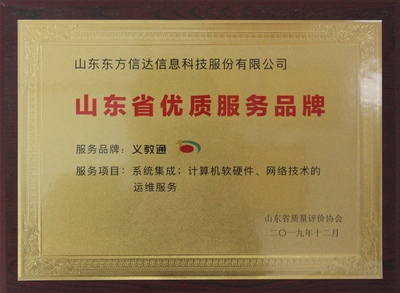 山东东方信达信息科技股份有限公司
山东省优质服务品牌
服务品牌：义教通
服务项目：系统集成；计算机软硬件、网络技术的
运维服务
山东省质量评价协会
二〇一九年十二月